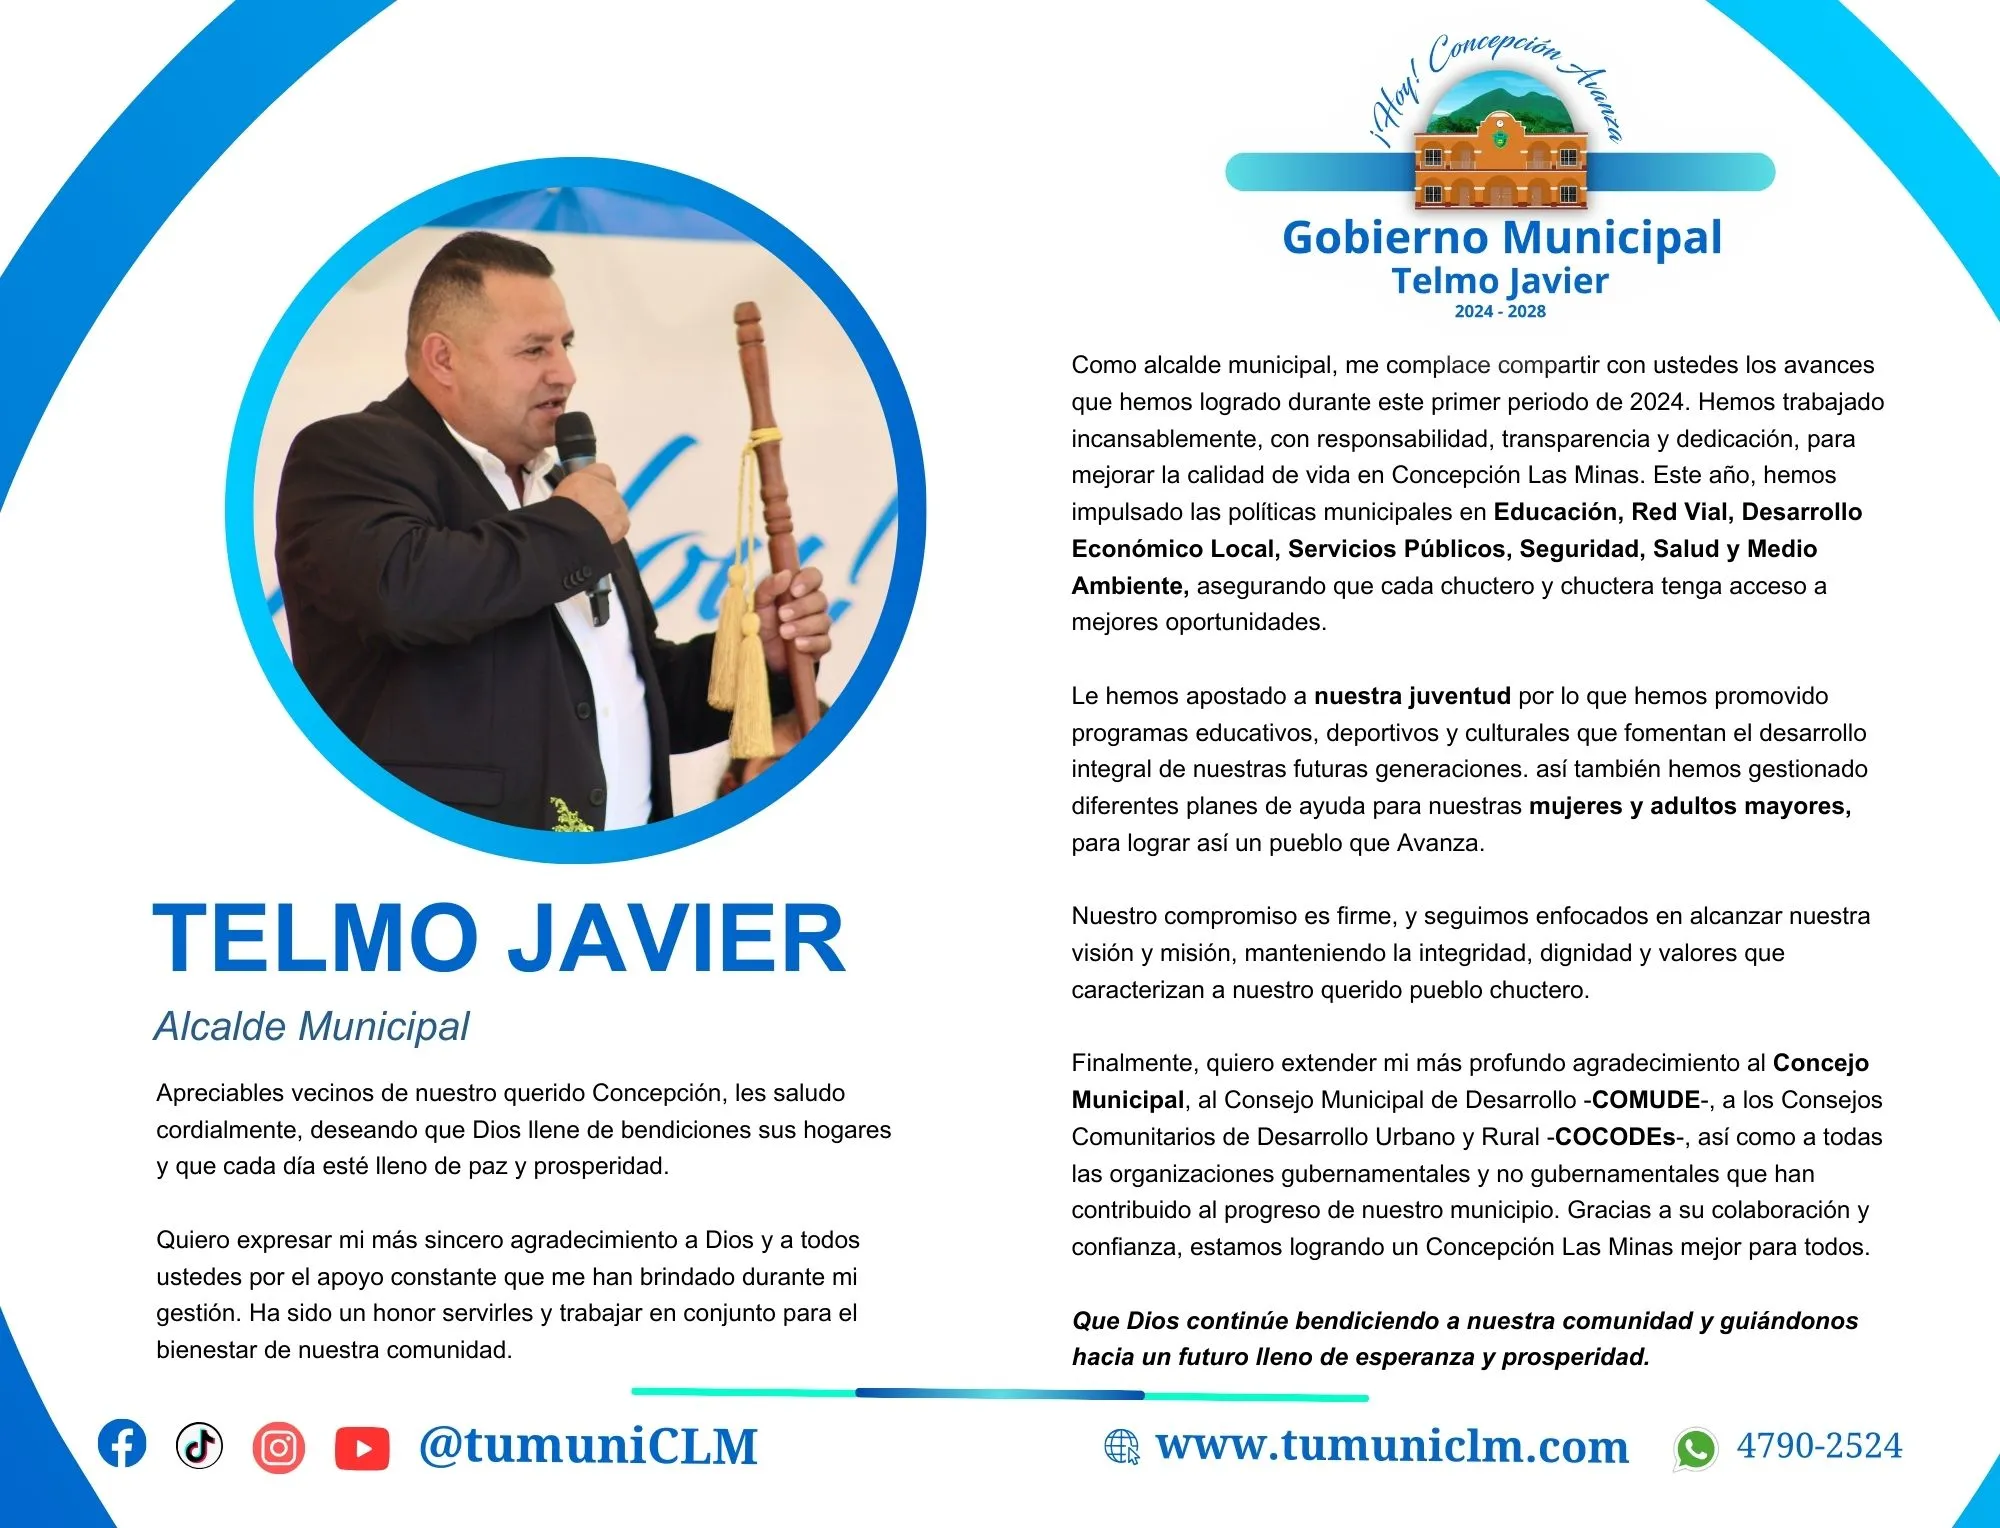 TELMO JAVIER
Alcalde Municipal
Apreciables vecinos de nuestro querido Concepción, les saludo
cordialmente, deseando que Dios llene de bendiciones sus hogares
y que cada día esté lleno de paz y prosperidad.
Quiero expresar mi más sincero agradecimiento a Dios y a todos
ustedes por el apoyo constante que me han brindado durante mi
gestión. Ha sido un honor servirles y trabajar en conjunto para el
bienestar de nuestra comunidad.
¡Hoy! Concepción Avanza
Gobierno Municipal
Telmo Javier
2024 - 2028
Como alcalde municipal, me complace compartir con ustedes los avances
que hemos logrado durante este primer periodo de 2024. Hemos trabajado
incansablemente, con responsabilidad, transparencia y dedicación, para
mejorar la calidad de vida en Concepción Las Minas. Este año, hemos
impulsado las políticas municipales en Educación, Red Vial, Desarrollo
Económico Local, Servicios Públicos, Seguridad, Salud y Medio
Ambiente, asegurando que cada chuctero y chuctera tenga acceso a
mejores oportunidades.
Le hemos apostado a nuestra juventud por lo que hemos promovido
programas educativos, deportivos y culturales que fomentan el desarrollo
integral de nuestras futuras generaciones. así también hemos gestionado
diferentes planes de ayuda para nuestras mujeres y adultos mayores,
para lograr así un pueblo que Avanza.
Nuestro compromiso es firme, y seguimos enfocados en alcanzar nuestra
visión y misión, manteniendo la integridad, dignidad y valores que
caracterizan a nuestro querido pueblo chuctero.
Finalmente, quiero extender mi más profundo agradecimiento al Concejo
Municipal, al Consejo Municipal de Desarrollo -COMUDE-, a los Consejos
Comunitarios de Desarrollo Urbano y Rural -COCODEs-, así como a todas
las organizaciones gubernamentales y no gubernamentales que han
contribuido al progreso de nuestro municipio. Gracias a su colaboración y
confianza, estamos logrando un Concepción Las Minas mejor para todos.
Que Dios continúe bendiciendo a nuestra comunidad y guiándonos
hacia un futuro lleno de esperanza y prosperidad.
@tumuniCLM
www.tumuniclm.com
4790-2524